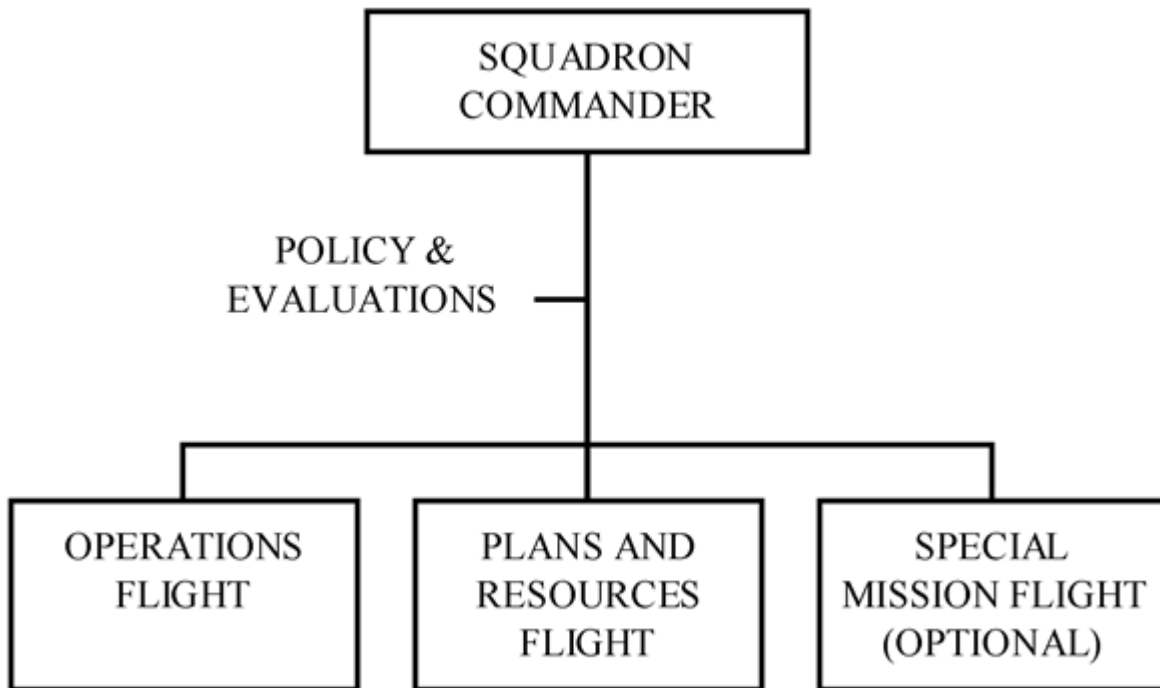 SQUADRON
COMMANDER
POLICY &
EVALUATIONS
OPERATIONS
FLIGHT
PLANS AND
RESOURCES
FLIGHT
SPECIAL
MISSION FLIGHT
(OPTIONAL)